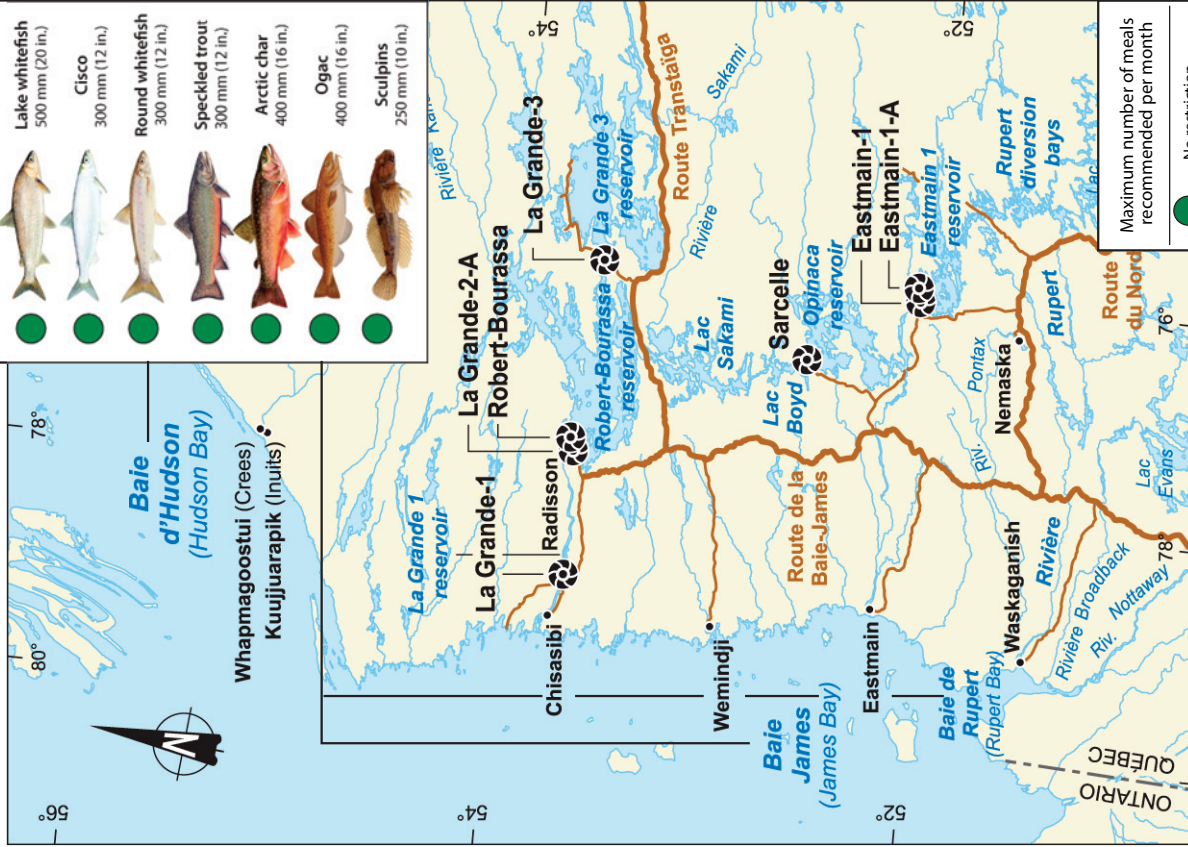 Lake whitefish
500 mm (20 in.)
Cisco
300 mm (12 in.)
Round whitefish
300 mm (12 in.)
Speckled trout
300 mm (12 in.)
Arctic char
400 mm (16 in.)
Ogac
400 mm (16 in.)
Sculpins
250 mm (10 in.)
54°
52°
56°
54°
52°
80°
78°
78°
76°
N
Baie
d'Hudson
(Hudson Bay)
Whapmagoostui (Crees)
Kuujjuarapik (Inuits)
Rivière
La Grande-3
La Grande 3
reservoir
Route Transtaïga
Rivière
Sakami
La Grande-2-A
Robert-Bourassa
Robert-Bourassa
reservoir
La Grande 1
reservoir
La Grande-1
Radisson
Chisasibi
Lac
Sakami
Sarcelle
Opinaca
reservoir
Lac
Boyd
Eastmain-1
Eastmain-1-A
Eastmain 1
reservoir
Rupert
diversion
bays
Lac
Wemindji
Route de la
Baie-James
Baie
James
(James Bay)
Eastmain
Riv.
Pontax
Nemaska
Rupert
Route
du Nord
Baie de
Rupert
(Rupert Bay)
Waskaganish
Rivière
Rivière Broadback
Riv. Nottaway
Lac
Evans
ONTARIO
QUÉBEC
Maximum number of meals
recommended per month
No restriction